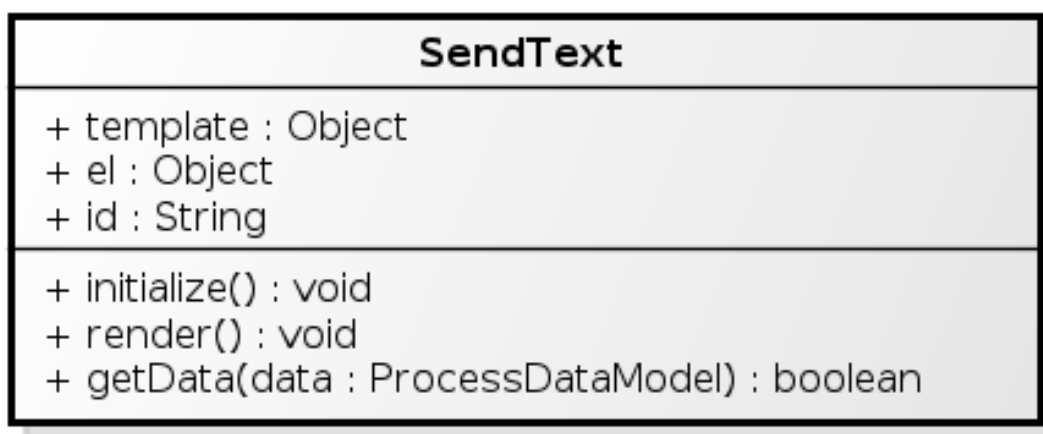 SendText
+ template : Object
+ el : Object
+ id : String
+ initialize() : void
+ render() : void
+ getData(data : ProcessDataModel) : boolean